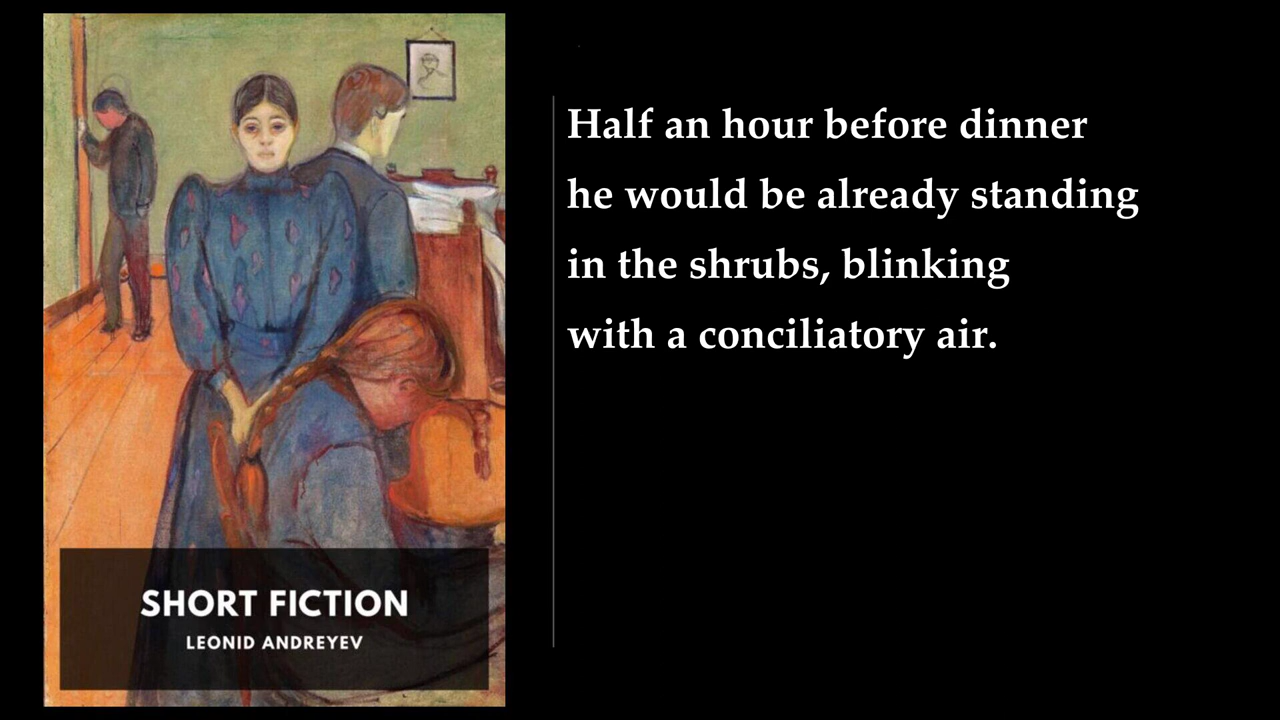 SHORT FICTION
LEONID ANDREYEV
Half an hour before dinner
he would be already standing
in the shrubs, blinking
with a conciliatory air.